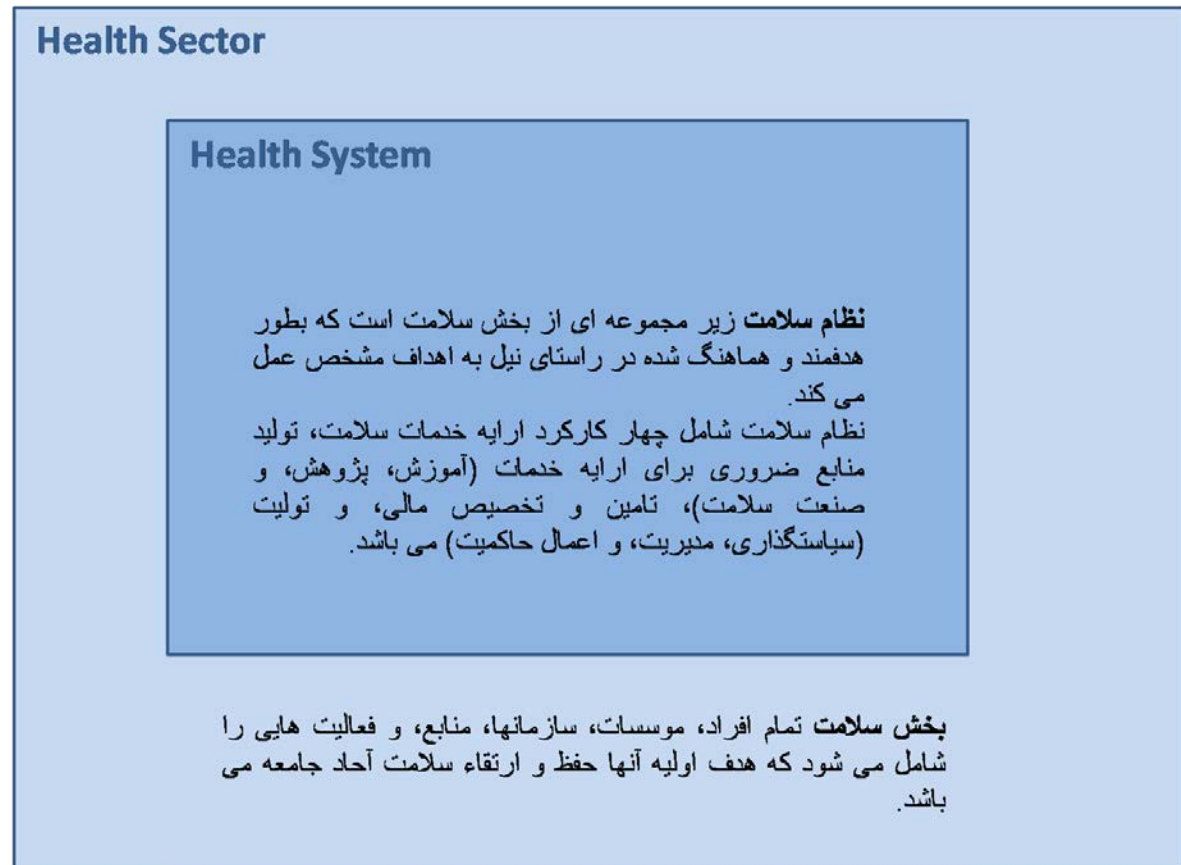 Health Sector
Health System
نظام سلامت زیر مجموعه ای از بخش سلامت است که بطور
هدفمند و هماهنگ شده در راستای نیل به اهداف مشخص عمل
می کند.
نظام سلامت شامل چهار کارکرد ارایه خدمات سلامت، تولید
منابع ضروری برای ارایه خدمات (آموزش، پژوهش، و
صنعت سلامت)، تامین و تخصیص مالی، و تولیت
(سیاستگذاری، مدیریت، و اعمال حاکمیت) می باشد.
بخش سلامت تمام افراد، موسسات، سازمانها، منابع، و فعالیت هایی را
شامل می شود که هدف اولیه آنها حفظ و ارتقاء سلامت آحاد جامعه می
باشد.